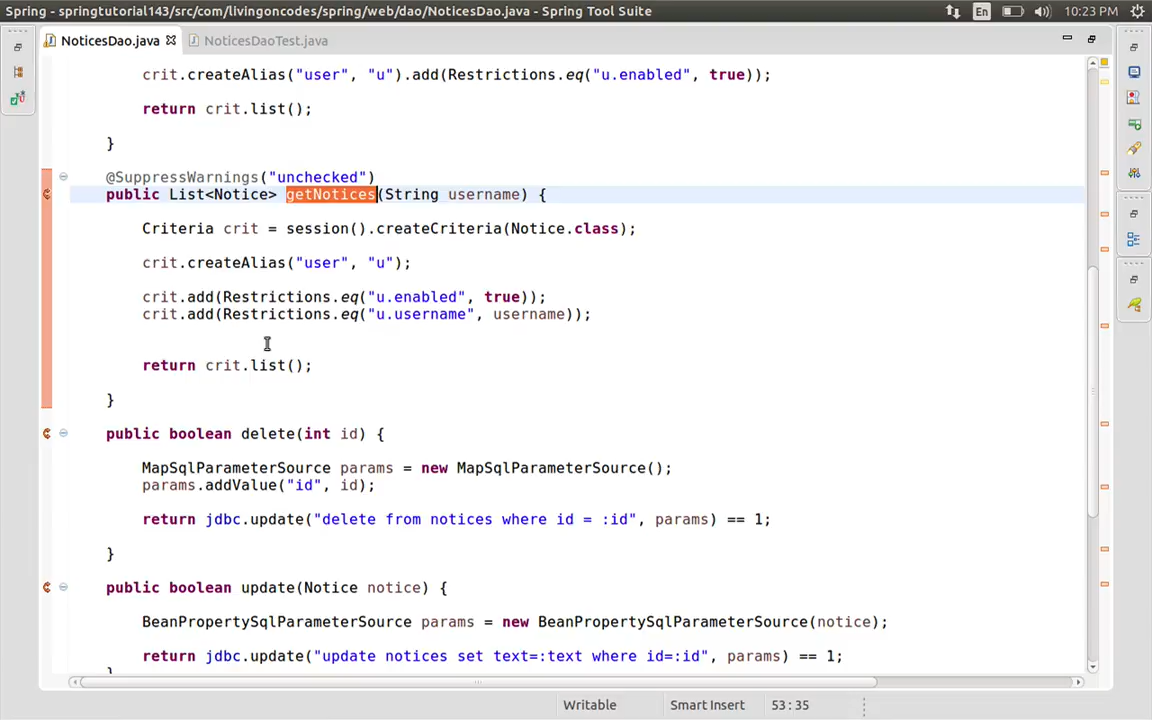 Spring - springtutorial143/src/com/livingoncodes/spring/web/dao/NoticesDao.java - Spring Tool Suite
En
10:23 PM
NoticesDao.java
NoticesDaoTest.java
crit.createAlias("user", "u").add(Restrictions.eq("u.enabled", true));
return crit.list();
}
@SuppressWarnings("unchecked")
public List<Notice> getNotices(String username) {
Criteria crit = session().createCriteria(Notice.class);
crit.createAlias("user", "u");
crit.add(Restrictions.eq("u.enabled", true));
crit.add(Restrictions.eq("u.username", username));
return crit.list();
}
public boolean delete(int id) {
MapSqlParameterSource params = new MapSqlParameterSource();
params.addValue("id", id);
return jdbc.update("delete from notices where id = :id", params) == 1;
}
public boolean update(Notice notice) {
BeanPropertySqlParameterSource params = new BeanPropertySqlParameterSource(notice);
return jdbc.update("update notices set text=:text where id=:id", params) == 1;
}
Writable
Smart Insert
53 : 35